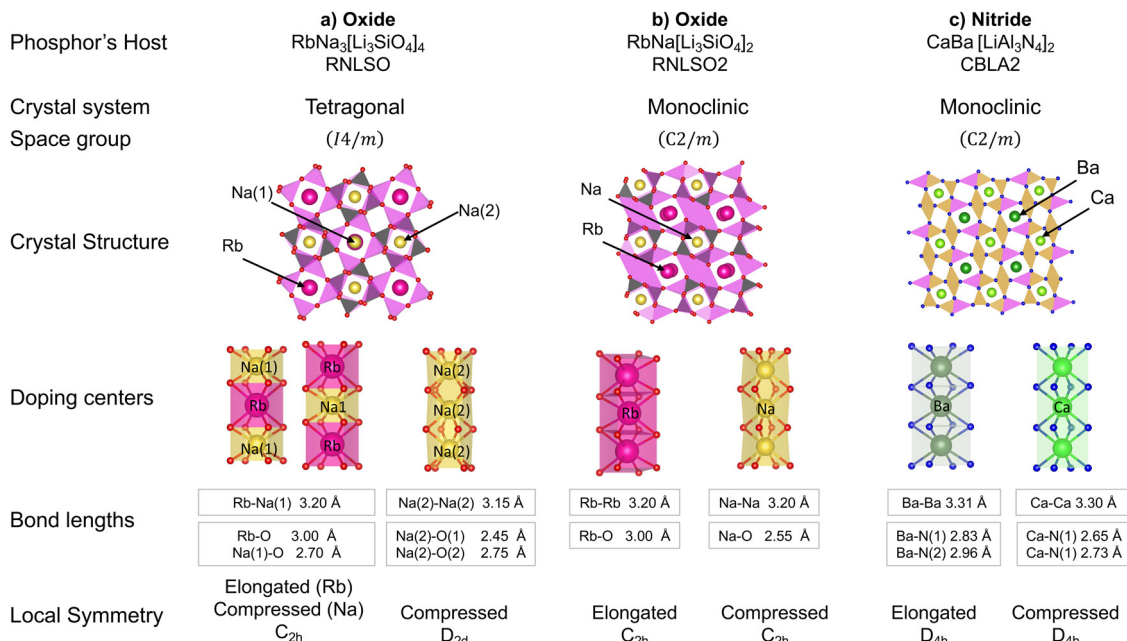 a) Oxide
b) Oxide
c) Nitride
Phosphor's Host
RbNa₃[Li₃SiO₄]₄
RbNa[Li₃SiO₄]₂
CaBa [LiAl₃N₄]₂
RNLSO
RNLSO2
CBLA2
Crystal system
Tetragonal
Monoclinic
Monoclinic
Space group
(I4/m)
(C2/m)
(C2/m)
Crystal Structure
Na(1)
Na(2)
Rb
Na
Rb
Ba
Ca
Doping centers
Na(1)
Rb
Na(1)
Rb
Na1
Rb
Na(2)
Na(2)
Na(2)
Rb
Na
Ba
Ca
Bond lengths
Rb-Na(1) 3.20 Å
Na(2)-Na(2) 3.15 Å
Rb-Rb 3.20 Å
Na-Na 3.20 Å
Ba-Ba 3.31 Å
Ca-Ca 3.30 Å
Rb-O 3.00 Å
Na(1)-O 2.70 Å
Na(2)-O(1) 2.45 Å
Na(2)-O(2) 2.75 Å
Rb-O 3.00 Å
Na-O 2.55 Å
Ba-N(1) 2.83 Å
Ba-N(2) 2.96 Å
Ca-N(1) 2.65 Å
Ca-N(1) 2.73 Å
Local Symmetry
Elongated (Rb)
Compressed (Na)
C₂ₕ
Compressed
D₂d
Elongated
C₂ₕ
Compressed
C₂ₕ
Elongated
D₄ₕ
Compressed
D₄ₕ